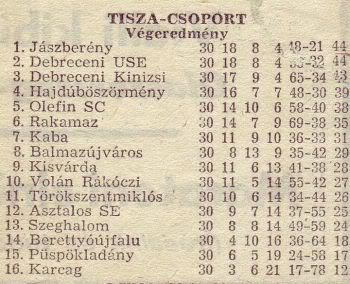 TISZA-CSOPORT
Végeredmény
1. Jászberény 30 18 8 4 48-21 44
2. Debreceni USE 30 18 8 4 44
3. Debreceni Kinizsi 30 17 9 4 65-34 43
4. Hajdúböszörmény 30 16 7 7 48-30 39
5. Olefin SC 30 14 10 6 58-40 38
6. Rakamaz 30 14 7 9 69-38 35
7. Kaba 30 11 9 10 36-33 31
8. Balmazújváros 30 8 13 9 35-42 29
9. Kisvárda 30 11 6 13 41-38 28
10. Volán Rákóczi 30 11 5 14 55-42 27
11. Törökszentmiklós 30 10 6 14 34-44 26
12. Asztalos SE 30 9 7 14 37-55 25
13. Szeghalom 30 8 8 14 49-59 24
14. Berettyóújfalu 30 4 10 16 36-64 18
15. Püspökladány 30 6 5 19 24-58 17
16. Karcag 30 3 6 21 17-78 12